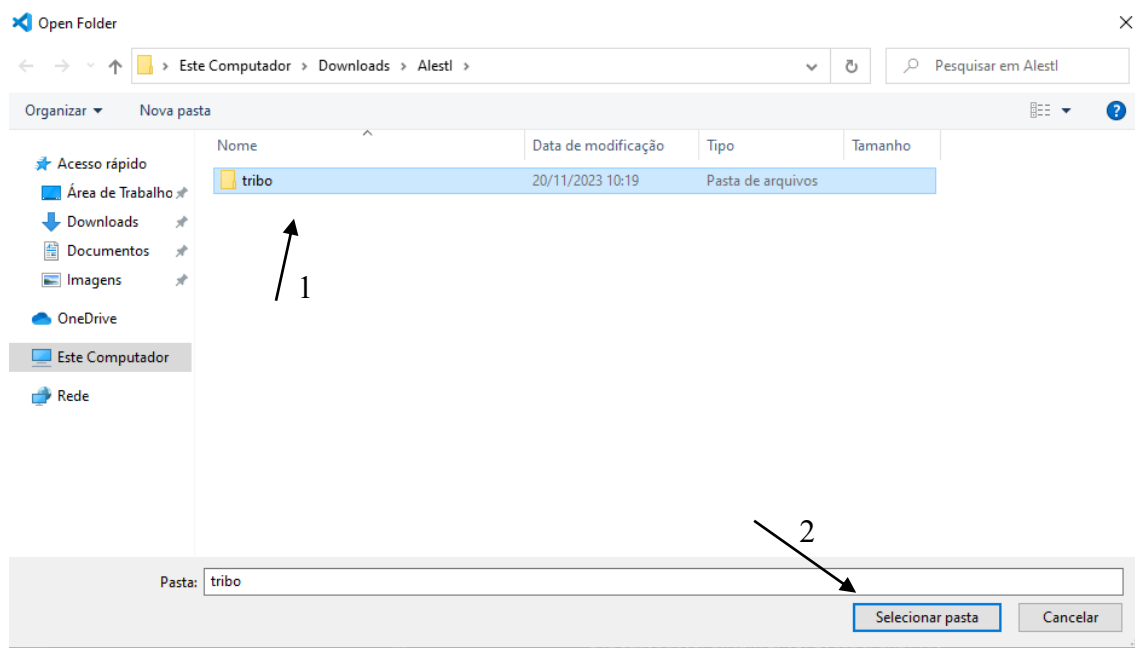 Open Folder
Este Computador > Downloads > Alestl >
Pesquisar em Alestl
Organizar
Nova pasta
Nome
Data de modificação
Tipo
Tamanho
Acesso rápido
tribo
20/11/2023 10:19
Pasta de arquivos
Área de Trabalho
Downloads
Documentos
Imagens
1
OneDrive
Este Computador
Rede
2
Pasta: tribo
Selecionar pasta
Cancelar